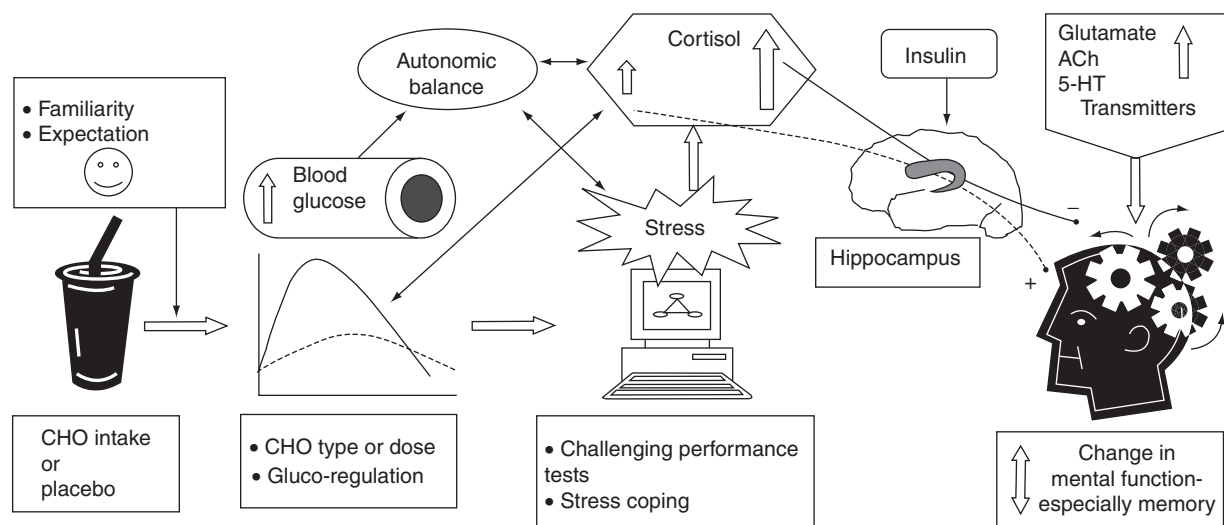 • Familiarity
• Expectation
Autonomic
balance
Cortisol
Insulin
Glutamate
ACh
5-HT
Transmitters
Blood
glucose
Stress
Hippocampus
−
+
CHO intake
or
placebo
• CHO type or dose
• Gluco-regulation
• Challenging performance
tests
• Stress coping
Change in
mental function-
especially memory